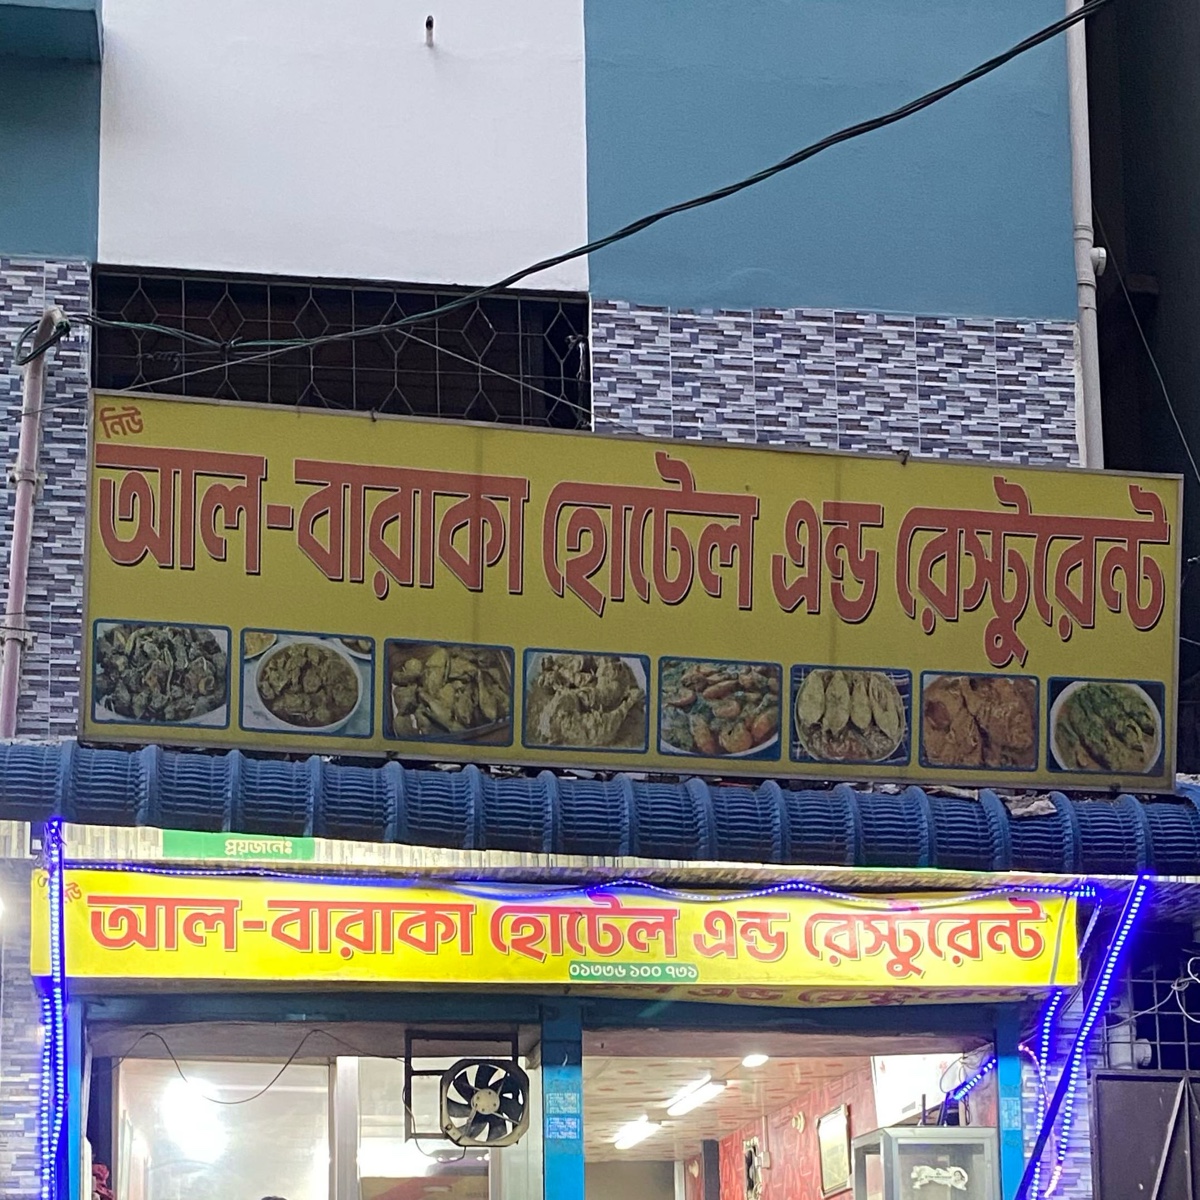 নিউ
আল-বারাকা হোটেল এন্ড রেস্টুরেন্ট
প্রয়জনেঃ
আল-বারাকা হোটেল এন্ড রেস্টুরেন্ট
০১৩৩৬ ১০০ ৭৩১